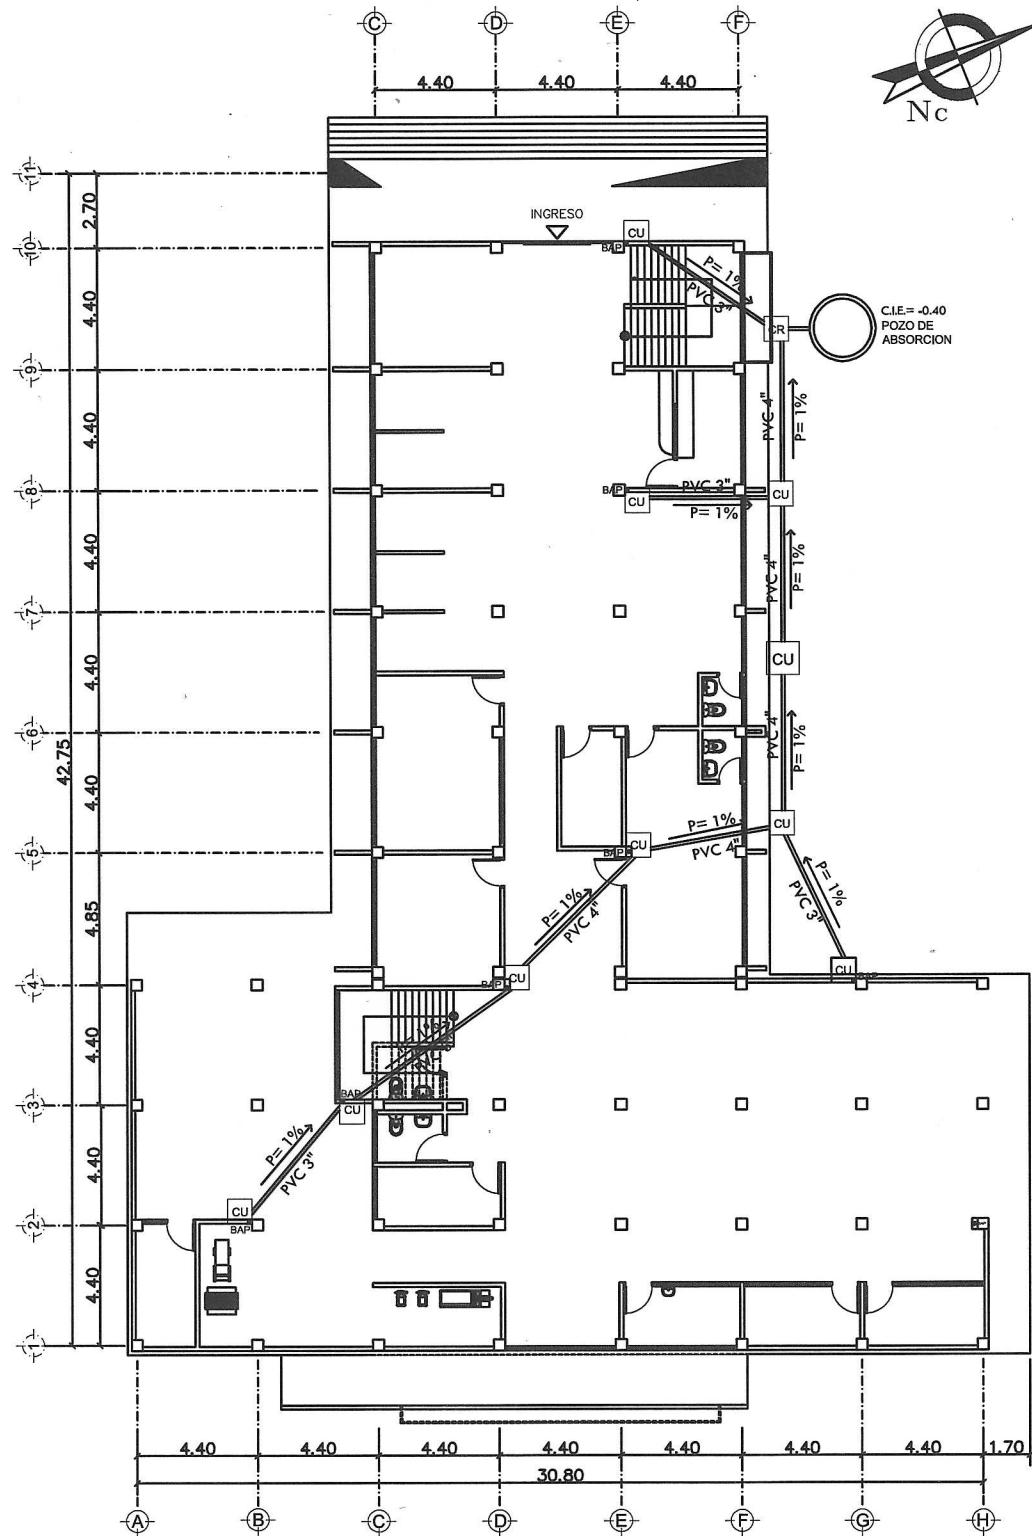 C D E F
4.40 4.40 4.40
Nc
11
2.70
INGRESO
CU
10
BAP
P= 1%
PVC 3"
4.40
CR
C.I.E.= -0.40
POZO DE
ABSORCION
9
4.40
PVC 4"
P= 1%
8
BAP
PVC 3"
CU
CU
P= 1%
4.40
PVC 4"
P= 1%
7
CU
4.40
6
PVC 4"
P= 1%
42.75
4.40
P= 1%
CU
CU
5
BAP
PVC 4"
P= 1%
PVC 3"
4.85
P= 1%
PVC 4"
CU
BAP
4
BAP
CU
4.40
BAP
3
CU
P= 1%
PVC 3"
4.40
CU
2
BAP
4.40
1
4.40 4.40 4.40 4.40 4.40 4.40 4.40 1.70
30.80
A B C D E F G H